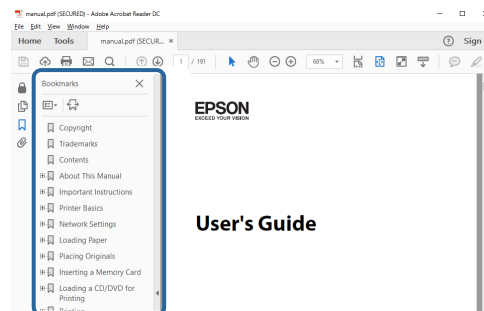 manual.pdf (SECURED) - Adobe Acrobat Reader DC
File Edit View Window Help
Home Tools manual.pdf (SECUR... × ? Sign
1 / 191 68%
Bookmarks
EPSON
EXCEED YOUR VISION
Copyright
Trademarks
Contents
About This Manual
Important Instructions
Printer Basics
Network Settings
User's Guide
Loading Paper
Placing Originals
Inserting a Memory Card
Loading a CD/DVD for
Printing